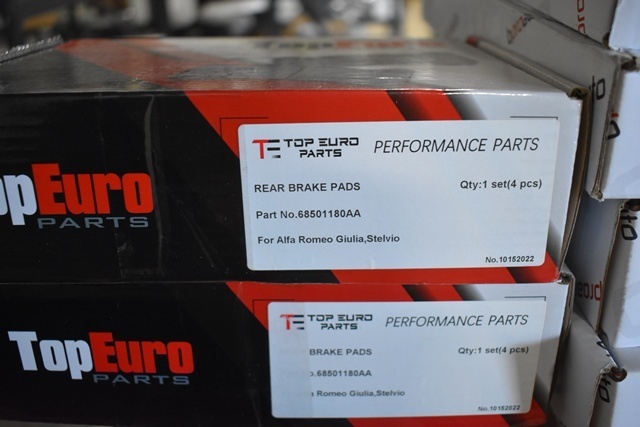 TOP EURO
PARTS
PERFORMANCE PARTS
REAR BRAKE PADS
Qty:1 set(4 pcs)
Part No.68501180AA
For Alfa Romeo Giulia,Stelvio
No.10152022
pEuro
PARTS
TOP EURO
PARTS
PERFORMANCE PARTS
BRAKE PADS
Qty:1 set(4 pcs)
.68501180AA
Romeo Giulia,Stelvio
No.10152022
TopEuro
PARTS